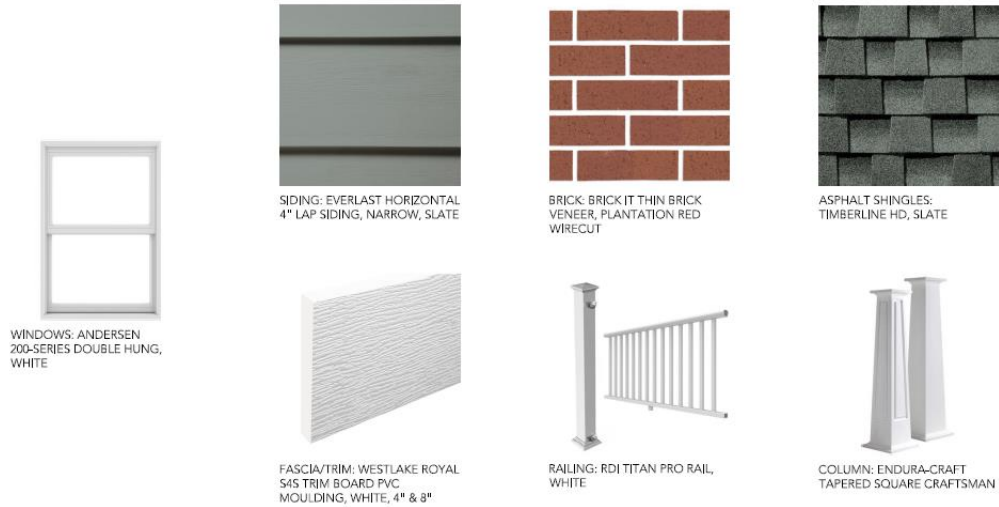 SIDING: EVERLAST HORIZONTAL
4" LAP SIDING, NARROW, SLATE
BRICK: BRICK IT THIN BRICK
VENEER, PLANTATION RED
WIRECUT
ASPHALT SHINGLES:
TIMBERLINE HD, SLATE
WINDOWS: ANDERSEN
200-SERIES DOUBLE HUNG,
WHITE
FASCIA/TRIM: WESTLAKE ROYAL
S4S TRIM BOARD PVC
MOULDING, WHITE, 4" & 8"
RAILING: RDI TITAN PRO RAIL,
WHITE
COLUMN: ENDURA-CRAFT
TAPERED SQUARE CRAFTSMAN